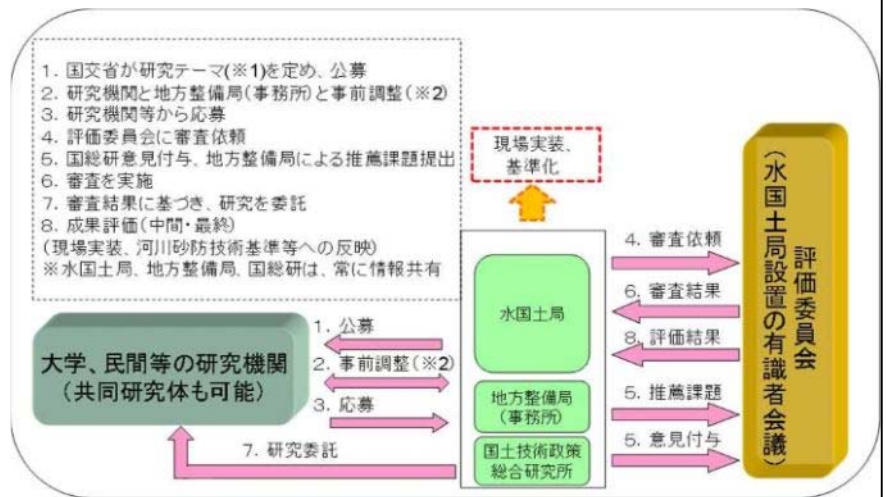 1. 国交省が研究テーマ(※1)を定め、公募
2. 研究機関と地方整備局(事務所)と事前調整(※2)
3. 研究機関等から応募
4. 評価委員会に審査依頼
5. 国総研意見付与、地方整備局による推薦課題提出
6. 審査を実施
7. 審査結果に基づき、研究を委託
8. 成果評価(中間・最終)
(現場実装、河川砂防技術基準等への反映)
※水国土局、地方整備局、国総研は、常に情報共有
現場実装、
基準化
大学、民間等の研究機関
(共同研究体も可能)
1. 公募
2. 事前調整(※2)
3. 応募
7. 研究委託
水国土局
地方整備局
(事務所)
国土技術政策
総合研究所
4. 審査依頼
6. 審査結果
8. 評価結果
5. 推薦課題
5. 意見付与
評価委員会
(水国土局設置の有識者会議)